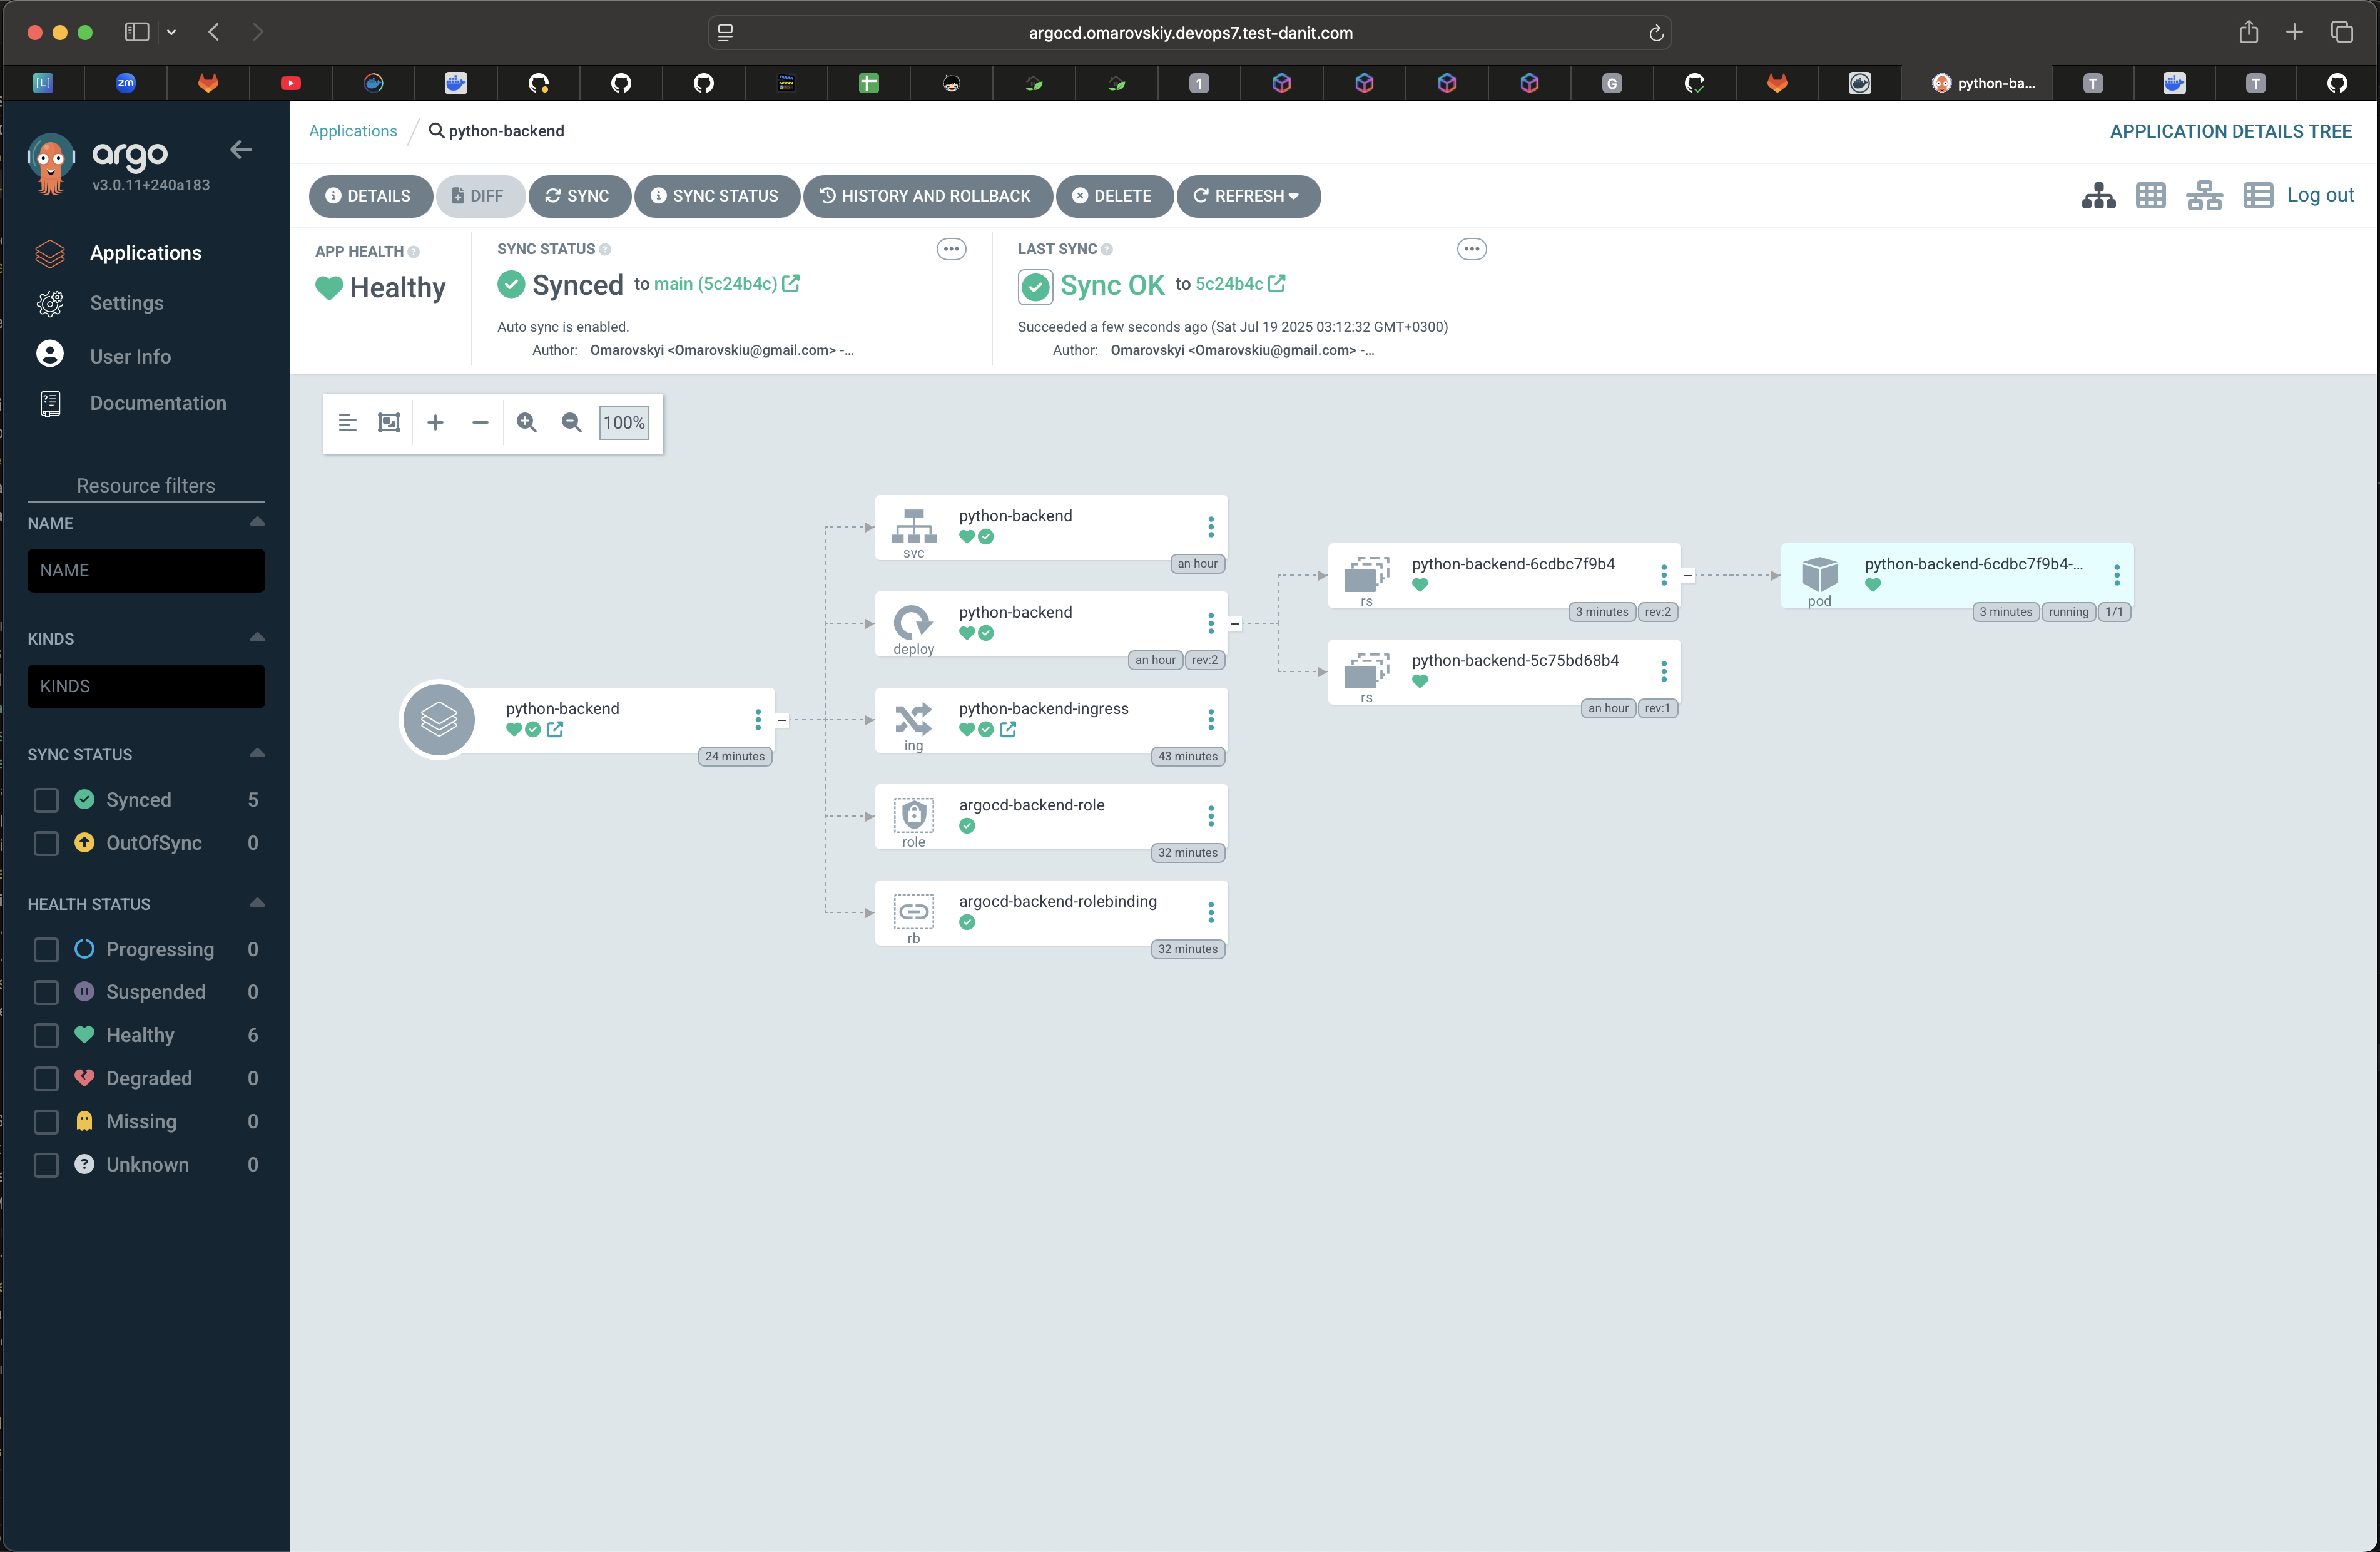 argocd.omarovskiy.devops7.test-danit.com
[L]
zm
1
G
python-ba...
T
T
argo
v3.0.11+240a183
Applications
Settings
User Info
Documentation
Resource filters
NAME
NAME
KINDS
KINDS
SYNC STATUS
Synced 5
OutOfSync 0
HEALTH STATUS
Progressing 0
Suspended 0
Healthy 6
Degraded 0
Missing 0
Unknown 0
Applications / python-backend
APPLICATION DETAILS TREE
DETAILS DIFF SYNC SYNC STATUS HISTORY AND ROLLBACK DELETE REFRESH
Log out
APP HEALTH
Healthy
SYNC STATUS
Synced to main (5c24b4c)
Auto sync is enabled.
Author: Omarovskyi <Omarovskiu@gmail.com> -...
LAST SYNC
Sync OK to 5c24b4c
Succeeded a few seconds ago (Sat Jul 19 2025 03:12:32 GMT+0300)
Author: Omarovskyi <Omarovskiu@gmail.com> -...
100%
python-backend
24 minutes
python-backend
svc
an hour
python-backend
deploy
an hour rev:2
python-backend-ingress
ing
43 minutes
argocd-backend-role
role
32 minutes
argocd-backend-rolebinding
rb
32 minutes
python-backend-6cdbc7f9b4
rs
3 minutes rev:2
python-backend-5c75bd68b4
rs
an hour rev:1
python-backend-6cdbc7f9b4-...
pod
3 minutes running 1/1